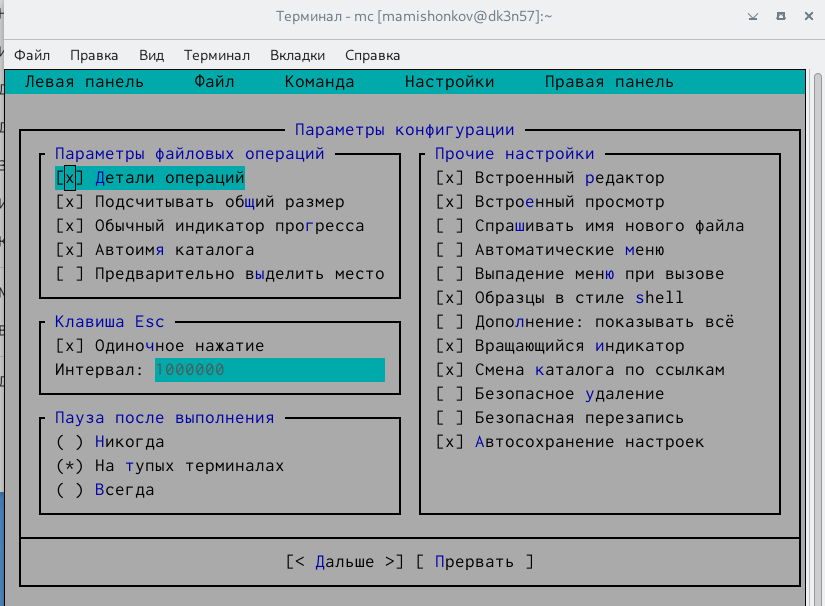 Терминал - mc [mamishonkov@dk3n57]:~
Файл Правка Вид Терминал Вкладки Справка
Левая панель Файл Команда Настройки Правая панель
Параметры конфигурации
Параметры файловых операций
[x] Детали операций
[x] Подсчитывать общий размер
[x] Обычный индикатор прогресса
[x] Автоимя каталога
[ ] Предварительно выделить место
Клавиша Esc
[x] Одиночное нажатие
Интервал: 1000000
Пауза после выполнения
( ) Никогда
(*) На тупых терминалах
( ) Всегда
Прочие настройки
[x] Встроенный редактор
[x] Встроенный просмотр
[ ] Спрашивать имя нового файла
[ ] Автоматические меню
[ ] Выпадение меню при вызове
[x] Образцы в стиле shell
[ ] Дополнение: показывать всё
[x] Вращающийся индикатор
[x] Смена каталога по ссылкам
[ ] Безопасное удаление
[ ] Безопасная перезапись
[x] Автосохранение настроек
[< Дальше >] [ Прервать ]